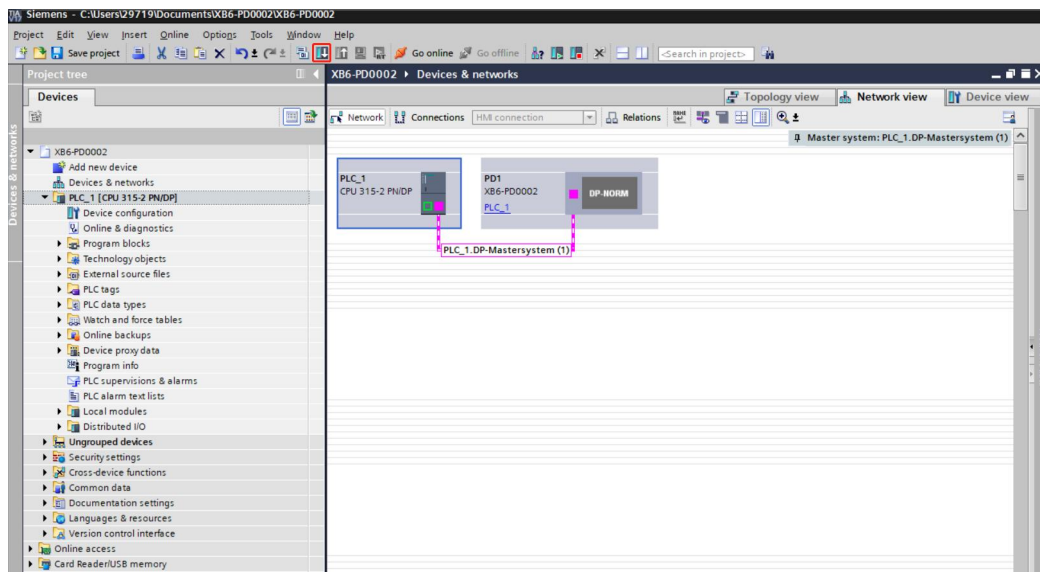 Siemens - C:\Users\29719\Documents\XB6-PD0002\XB6-PD0002
Project Edit View Insert Online Options Tools Window Help
Save project Go online Go offline <Search in project>
Project tree
XB6-PD0002 Devices & networks
Devices
Topology view Network view Device view
Network Connections HMI connection Relations
Master system: PLC_1.DP-Mastersystem (1)
Devices & networks
XB6-PD0002
Add new device
Devices & networks
PLC_1 [CPU 315-2 PN/DP]
Device configuration
Online & diagnostics
Program blocks
Technology objects
External source files
PLC tags
PLC data types
Watch and force tables
Online backups
Device proxy data
Program info
PLC supervisions & alarms
PLC alarm text lists
Local modules
Distributed I/O
Ungrouped devices
Security settings
Cross-device functions
Common data
Documentation settings
Languages & resources
Version control interface
Online access
Card Reader/USB memory
PLC_1
CPU 315-2 PN/DP
PD1
XB6-PD0002
PLC_1
DP-NORM
PLC_1.DP-Mastersystem (1)